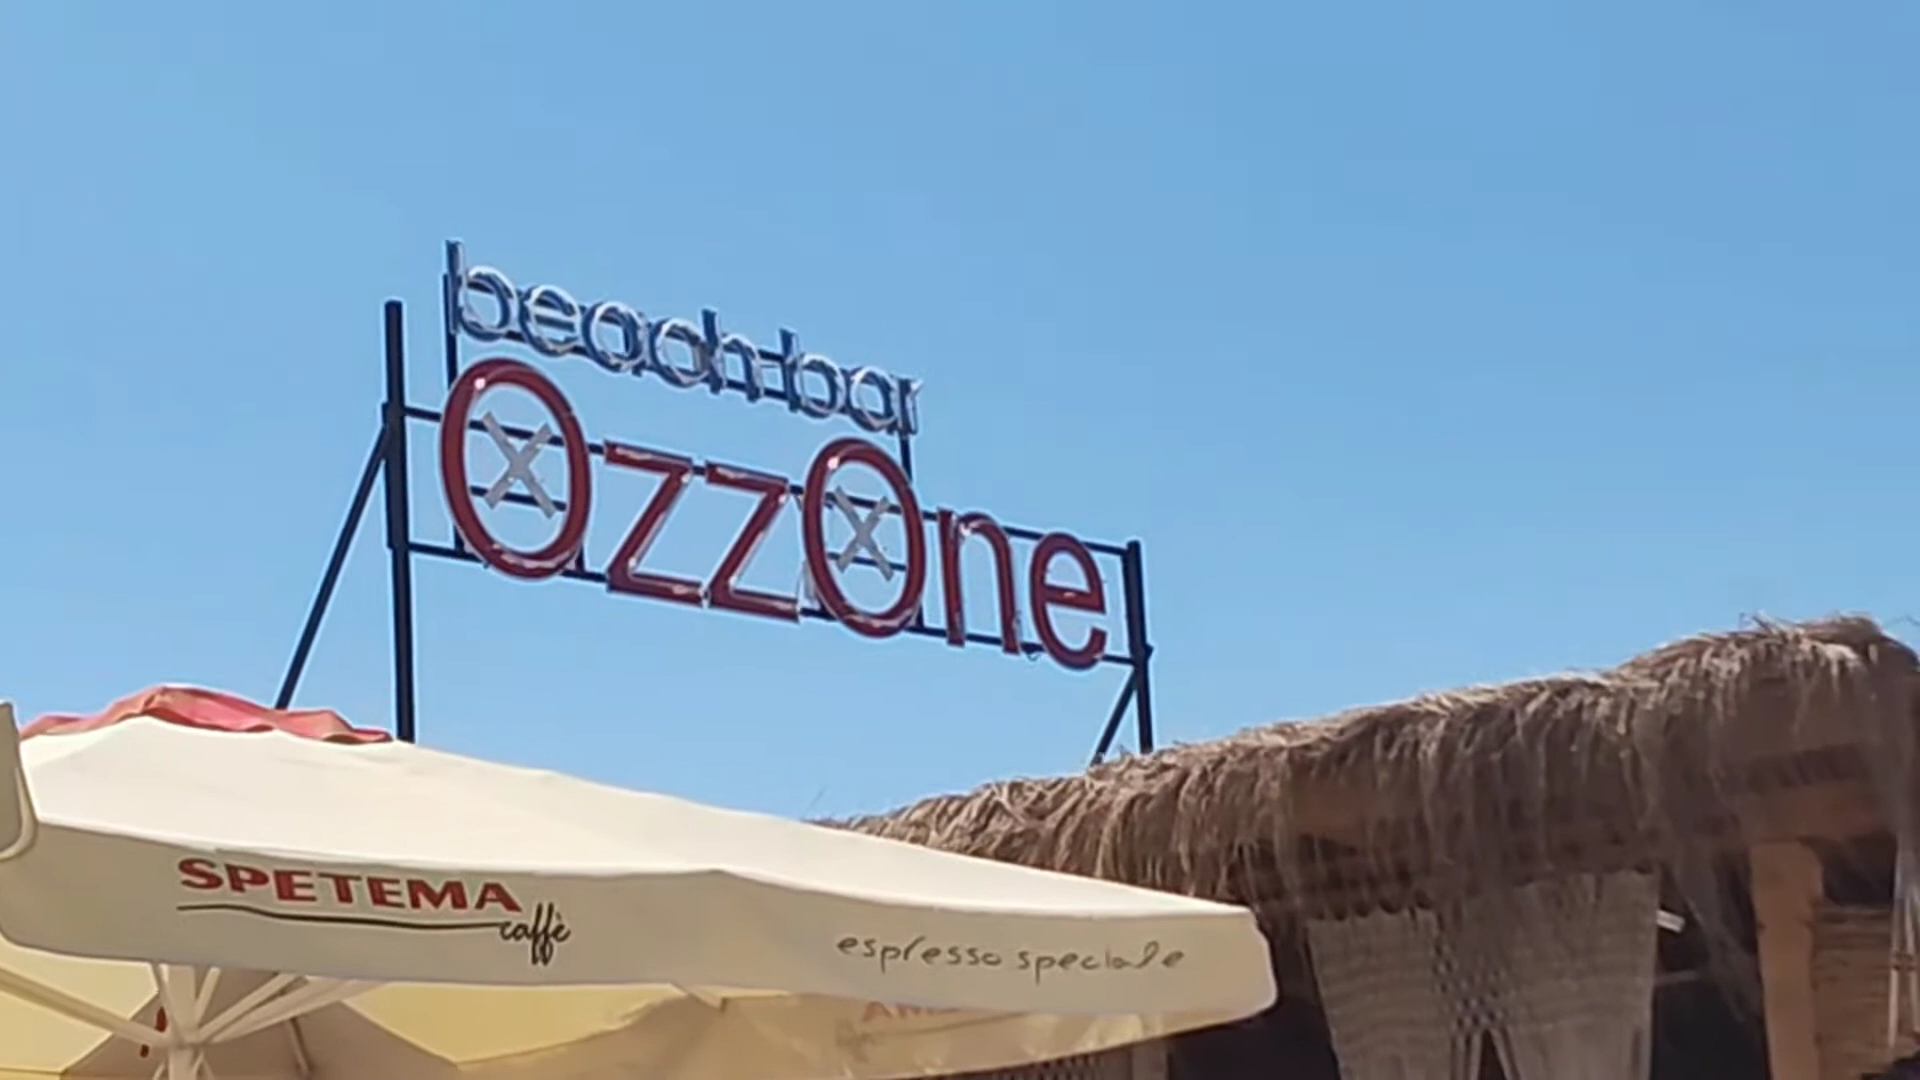 beach bar
OzzOne
SPETEMA
caffè
espresso speciale